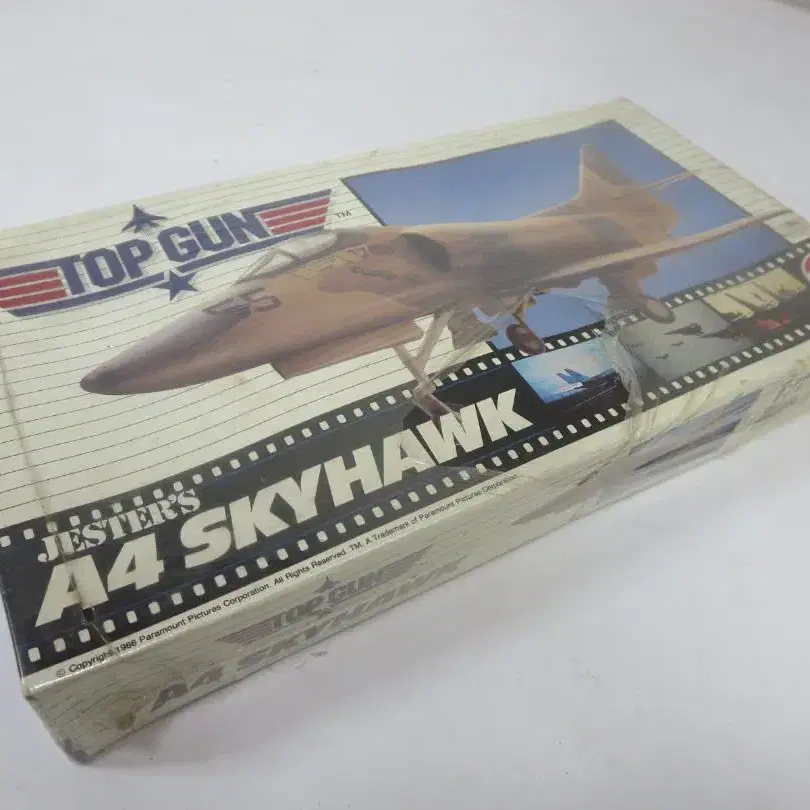 TOP GUN
TM
55
JESTER'S
A4 SKYHAWK
© Copyright 1986 Paramount Pictures Corporation. All Rights Reserved. TM. A Trademark of Paramount Pictures Corporation.
TOP GUN
A4 SKYHAWK